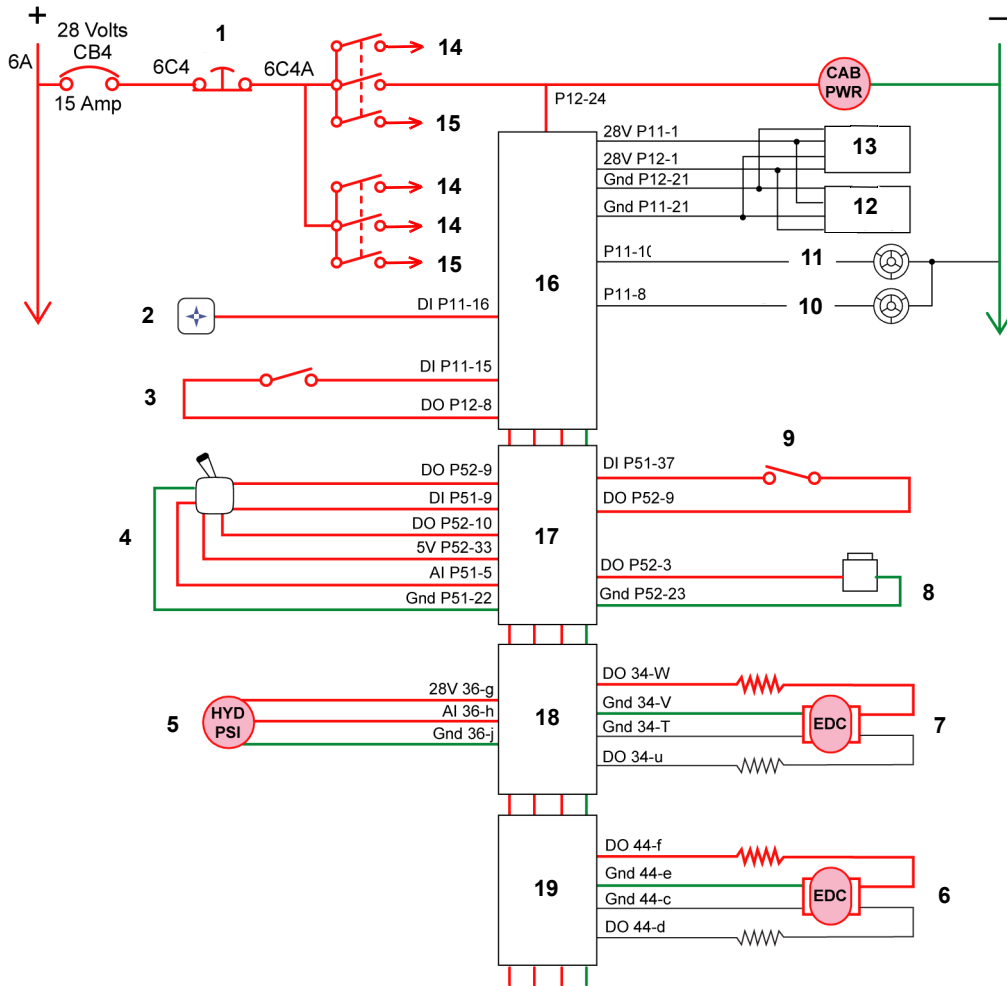 +
28 Volts
1
14
–
6A
CB4
6C4
6C4A
CAB
PWR
15 Amp
P12-24
15
28V P11-1
13
28V P12-1
14
Gnd P12-21
12
14
Gnd P11-21
15
P11-10
11
16
2
DI P11-16
P11-8
10
DI P11-15
3
DO P12-8
9
DO P52-9
DI P51-37
DI P51-9
DO P52-9
4
DO P52-10
17
5V P52-33
AI P51-5
DO P52-3
Gnd P51-22
Gnd P52-23
8
28V 36-g
DO 34-W
5
HYD
PSI
AI 36-h
18
Gnd 34-V
EDC
7
Gnd 36-j
Gnd 34-T
DO 34-u
DO 44-f
19
Gnd 44-e
EDC
6
Gnd 44-c
DO 44-d